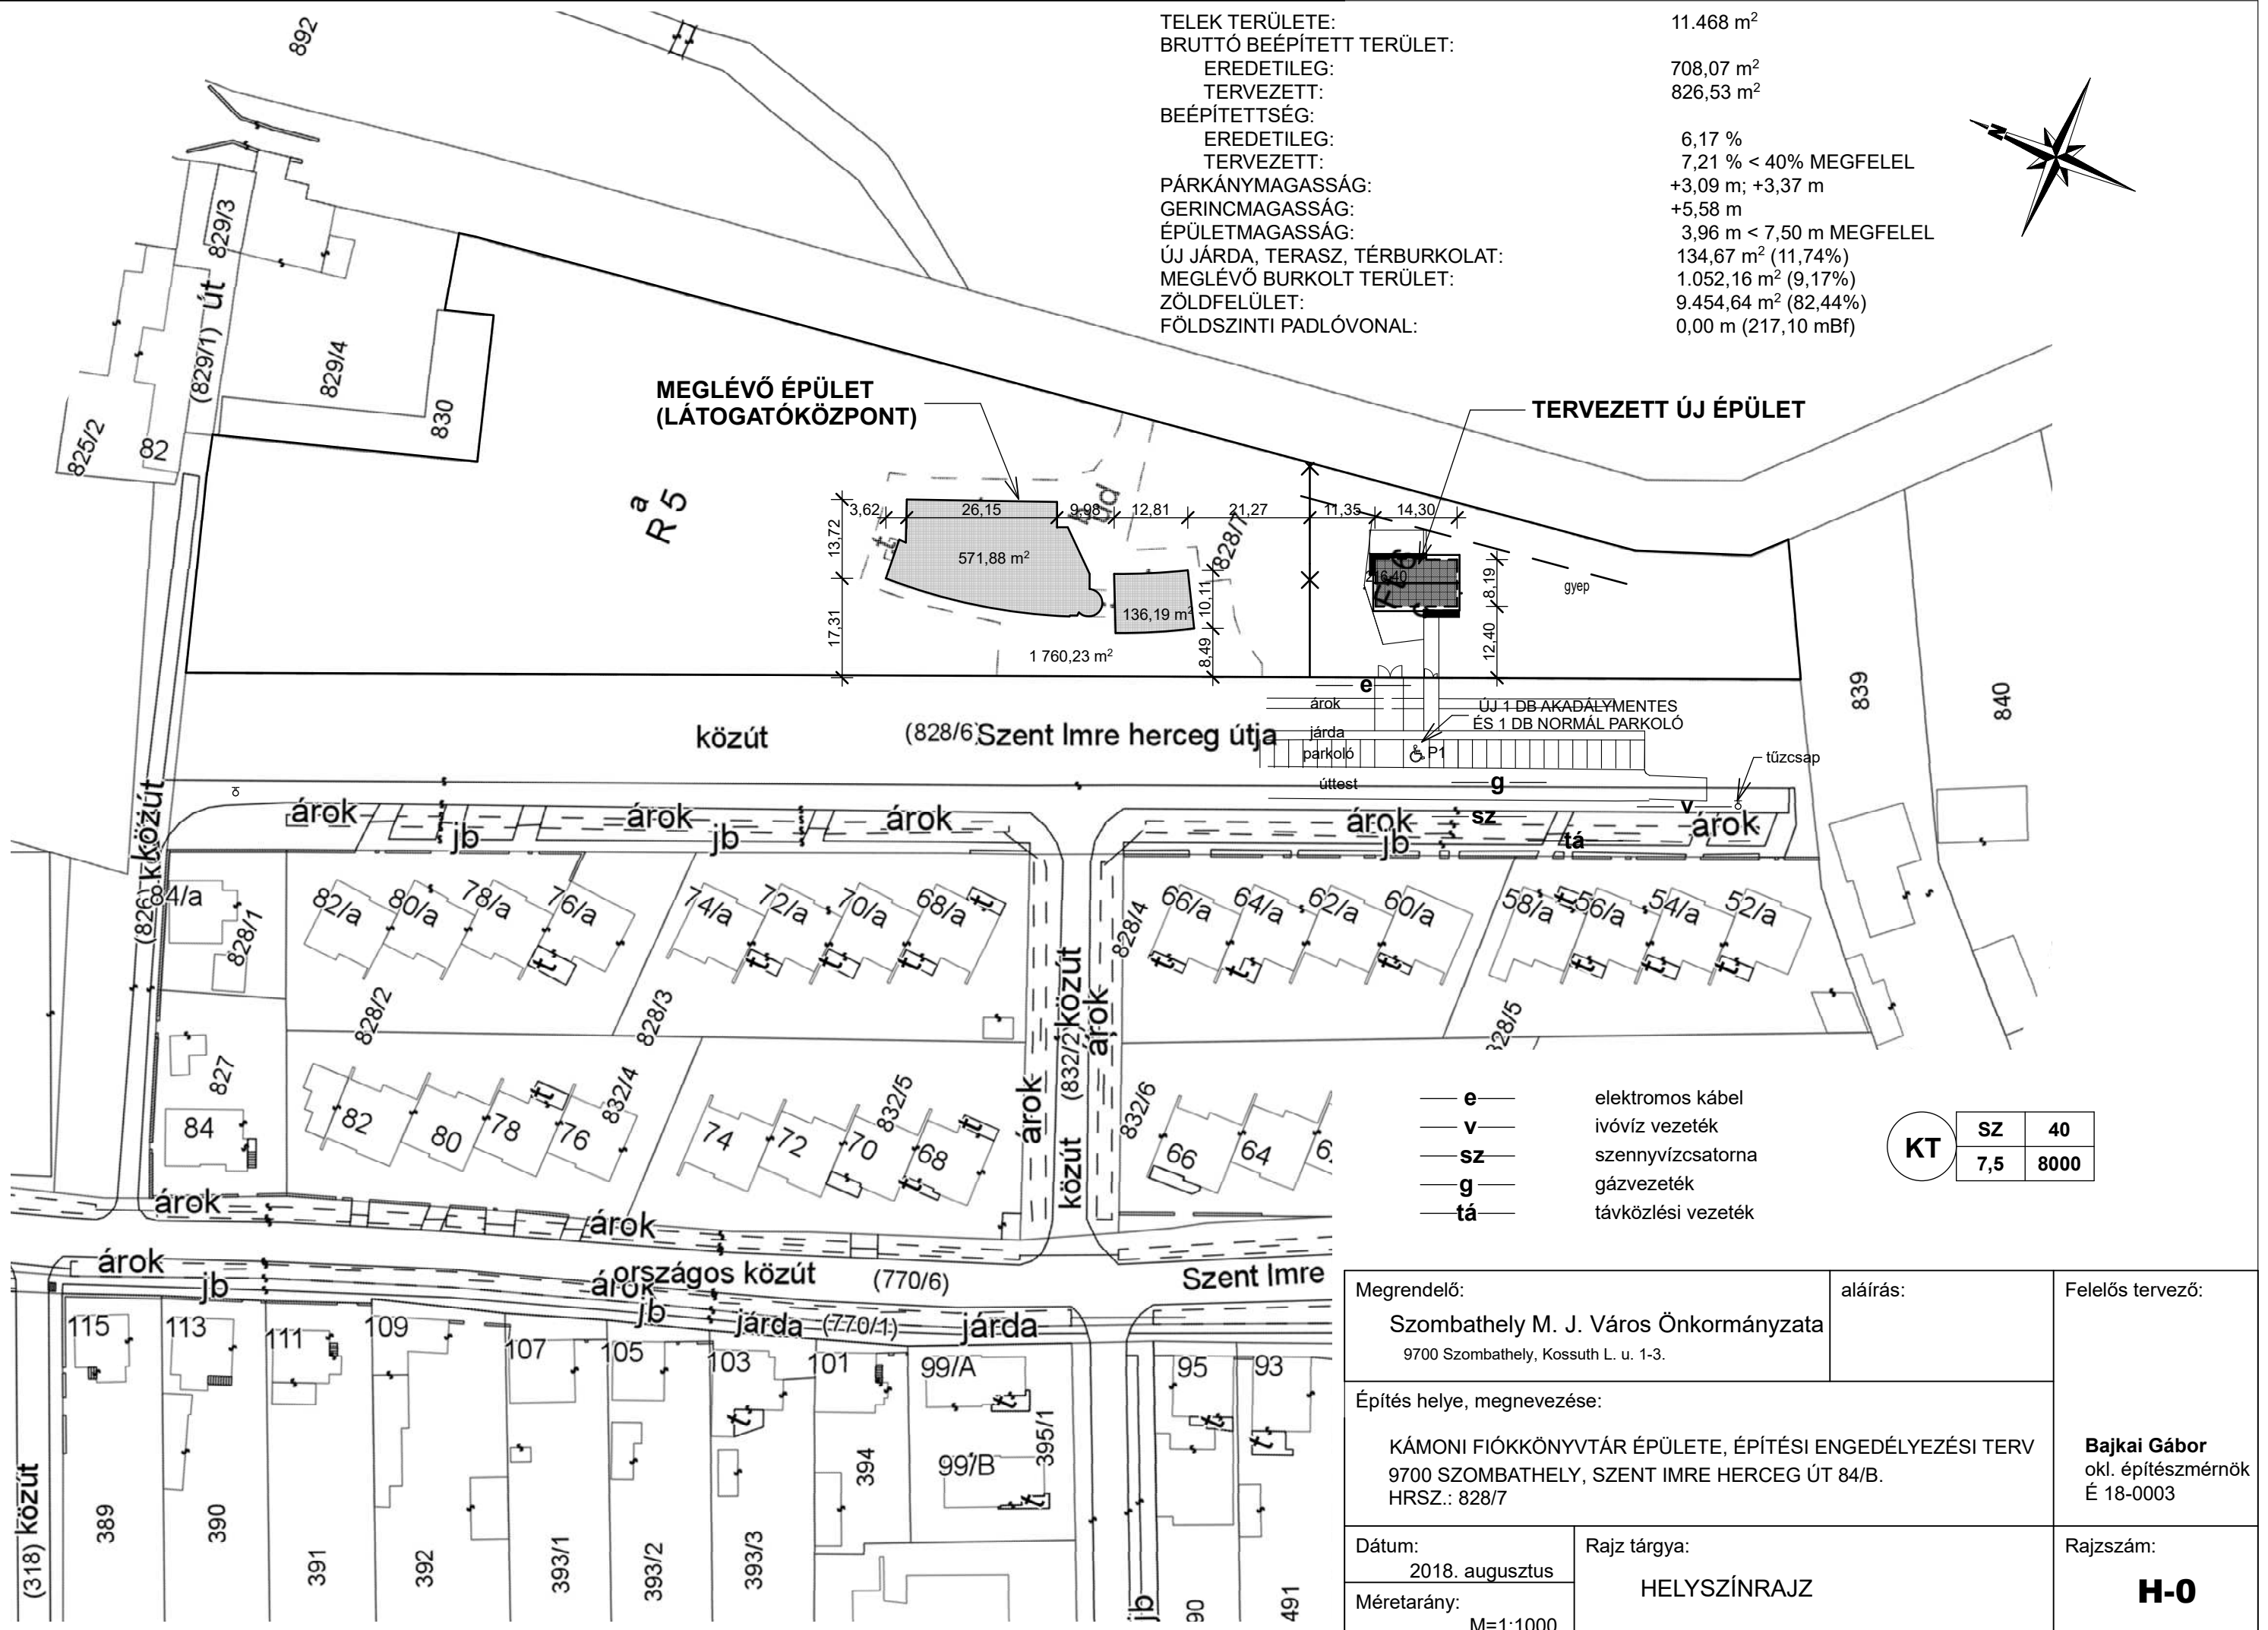 TELEK TERÜLETE: 11.468 m²
BRUTTÓ BEÉPÍTETT TERÜLET:
EREDETILEG: 708,07 m²
TERVEZETT: 826,53 m²
BEÉPÍTETTSÉG:
EREDETILEG: 6,17 %
TERVEZETT: 7,21 % < 40% MEGFELEL
PÁRKÁNYMAGASSÁG: +3,09 m; +3,37 m
GERINCMAGASSÁG: +5,58 m
ÉPÜLETMAGASSÁG: 3,96 m < 7,50 m MEGFELEL
ÚJ JÁRDA, TERASZ, TÉRBURKOLAT: 134,67 m² (11,74%)
MEGLÉVŐ BURKOLT TERÜLET: 1.052,16 m² (9,17%)
ZÖLDFELÜLET: 9.454,64 m² (82,44%)
FÖLDSZINTI PADLÓVONAL: 0,00 m (217,10 mBf)
N
892
829/3
(829/1) út
829/4
830
825/2
82
MEGLÉVŐ ÉPÜLET
(LÁTOGATÓKÖZPONT)
TERVEZETT ÚJ ÉPÜLET
a
R 5
3,62 26,15 9,98 12,81 21,27 11,35 14,30
13,72
17,31
571,88 m²
136,19 m²
10,11
8,49
828/7
1 760,23 m²
216,40
8,19
12,40
gyep
e
árok
ÚJ 1 DB AKADÁLYMENTES
ÉS 1 DB NORMÁL PARKOLÓ
közút (828/6) Szent Imre herceg útja
járda
parkoló
P1
tűzcsap
úttest
g
v
sz
tá
839
840
árok árok árok árok árok
jb jb jb
(826) közút
84/a
828/1
82/a 80/a 78/a 76/a
74/a 72/a 70/a 68/a
66/a 64/a 62/a 60/a
58/a 56/a 54/a 52/a
t t t t t t t t t t t t
828/2
828/3
828/4
828/5
827
84
(832/2) közút
közút
árok
árok
82 80 78 76
832/4
74 72 70 68
832/5
832/6
66 64
t t t
e elektromos kábel
v ivóvíz vezeték
sz szennyvízcsatorna
g gázvezeték
tá távközlési vezeték
KT
SZ 40
7,5 8000
árok
árok
árok
jb
árok
országos közút (770/6) Szent Imre
jb
járda (770/1) járda
115 113 111 109 107 105 103 101 99/A 95 93
99/B
395/1
t t t t t
(318) közút
389 390 391 392 393/1 393/2 393/3 394
jb
90
491
Megrendelő:
Szombathely M. J. Város Önkormányzata
9700 Szombathely, Kossuth L. u. 1-3.
aláírás:
Felelős tervező:
Építés helye, megnevezése:
KÁMONI FIÓKKÖNYVTÁR ÉPÜLETE, ÉPÍTÉSI ENGEDÉLYEZÉSI TERV
9700 SZOMBATHELY, SZENT IMRE HERCEG ÚT 84/B.
HRSZ.: 828/7
Bajkai Gábor
okl. építészmérnök
É 18-0003
Dátum:
2018. augusztus
Méretarány:
M=1:1000
Rajz tárgya:
HELYSZÍNRAJZ
Rajzszám:
H-0